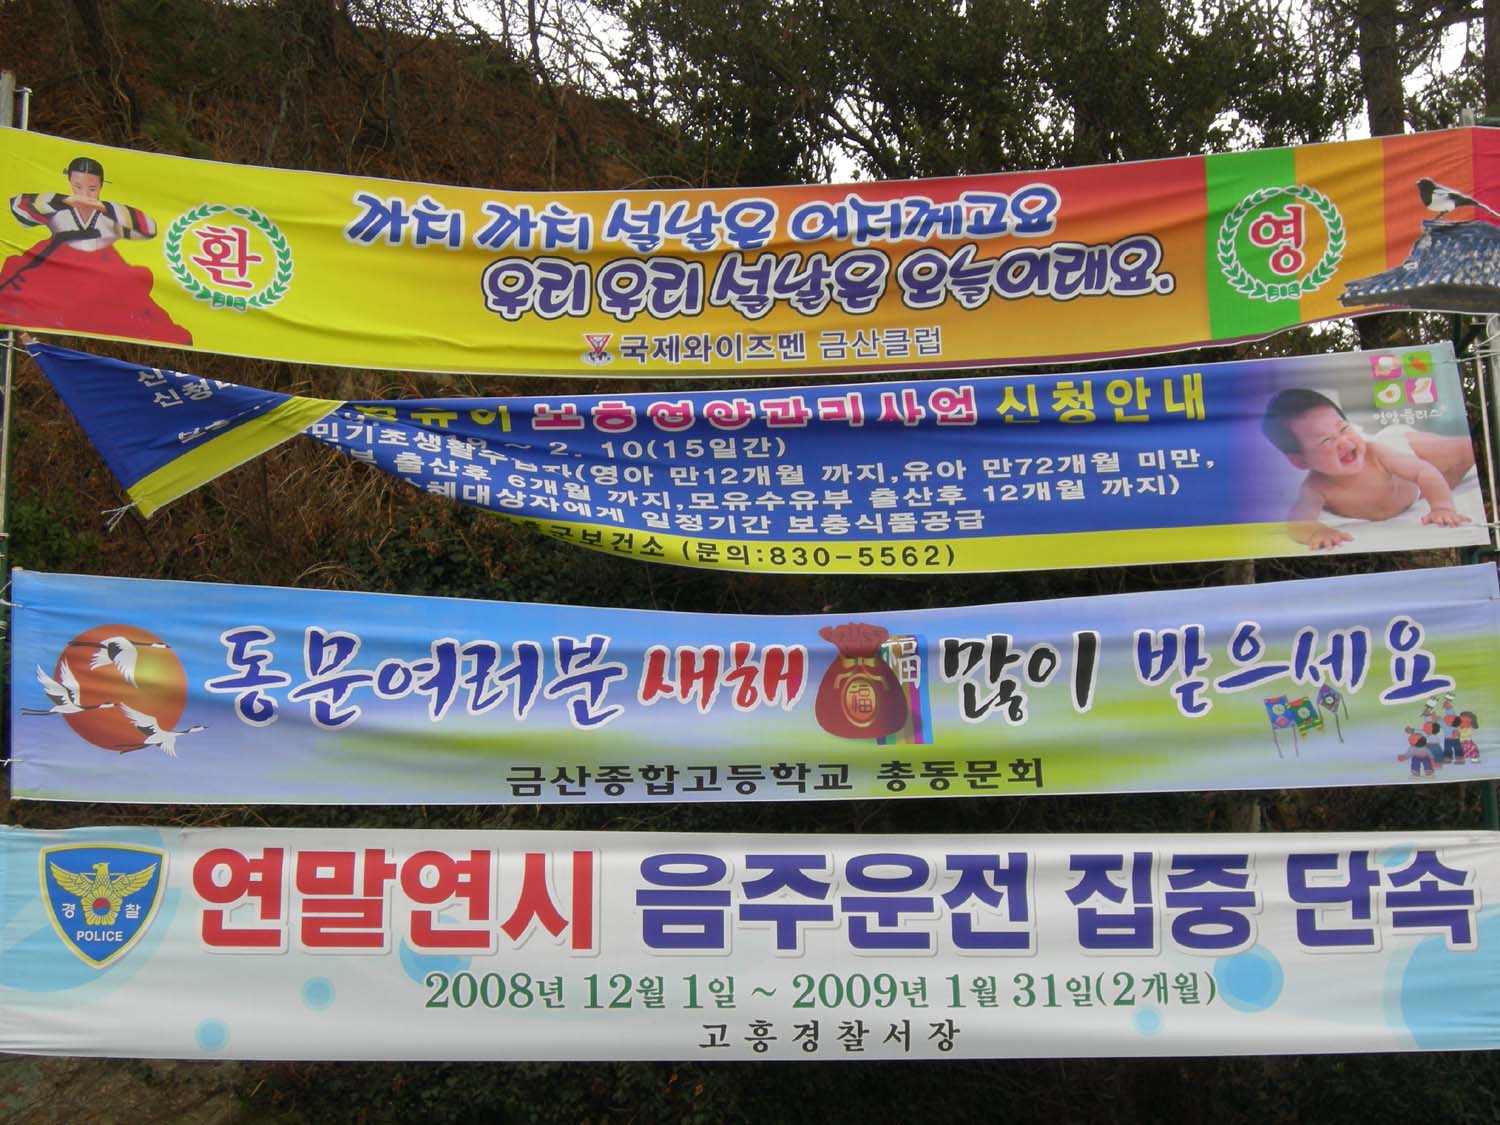 까치 까치 설날은 어저께고요
환
영
우리 우리 설날은 오늘이래요.
국제와이즈멘 금산클럽
보충영양관리사업 신청안내
~ 2. 10(15일간)
(영아 만12개월 까지,유아 만72개월 미만,
출산후 6개월 까지,모유수유부 출산후 12개월 까지)
일정기간 보충식품공급
보건소 (문의:830-5562)
영양플러스
동문여러분 새해 福 福 많이 받으세요
금산종합고등학교 총동문회
경 찰
POLICE
연말연시 음주운전 집중 단속
2008년 12월 1일 ~ 2009년 1월 31일(2개월)
고흥경찰서장